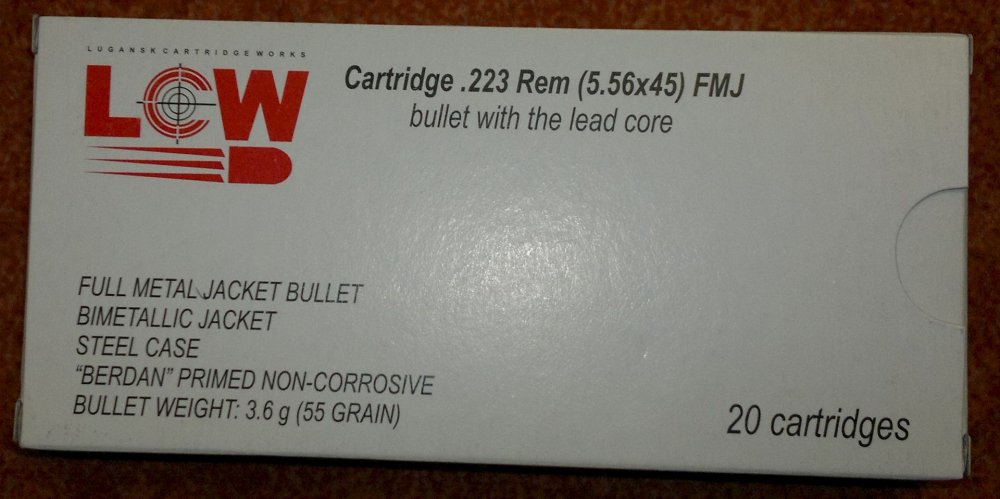 LUGANSK CARTRIDGE WORKS
LCW
Cartridge .223 Rem (5.56x45) FMJ
bullet with the lead core
FULL METAL JACKET BULLET
BIMETALLIC JACKET
STEEL CASE
“BERDAN” PRIMED NON-CORROSIVE
BULLET WEIGHT: 3.6 g (55 GRAIN)
20 cartridges